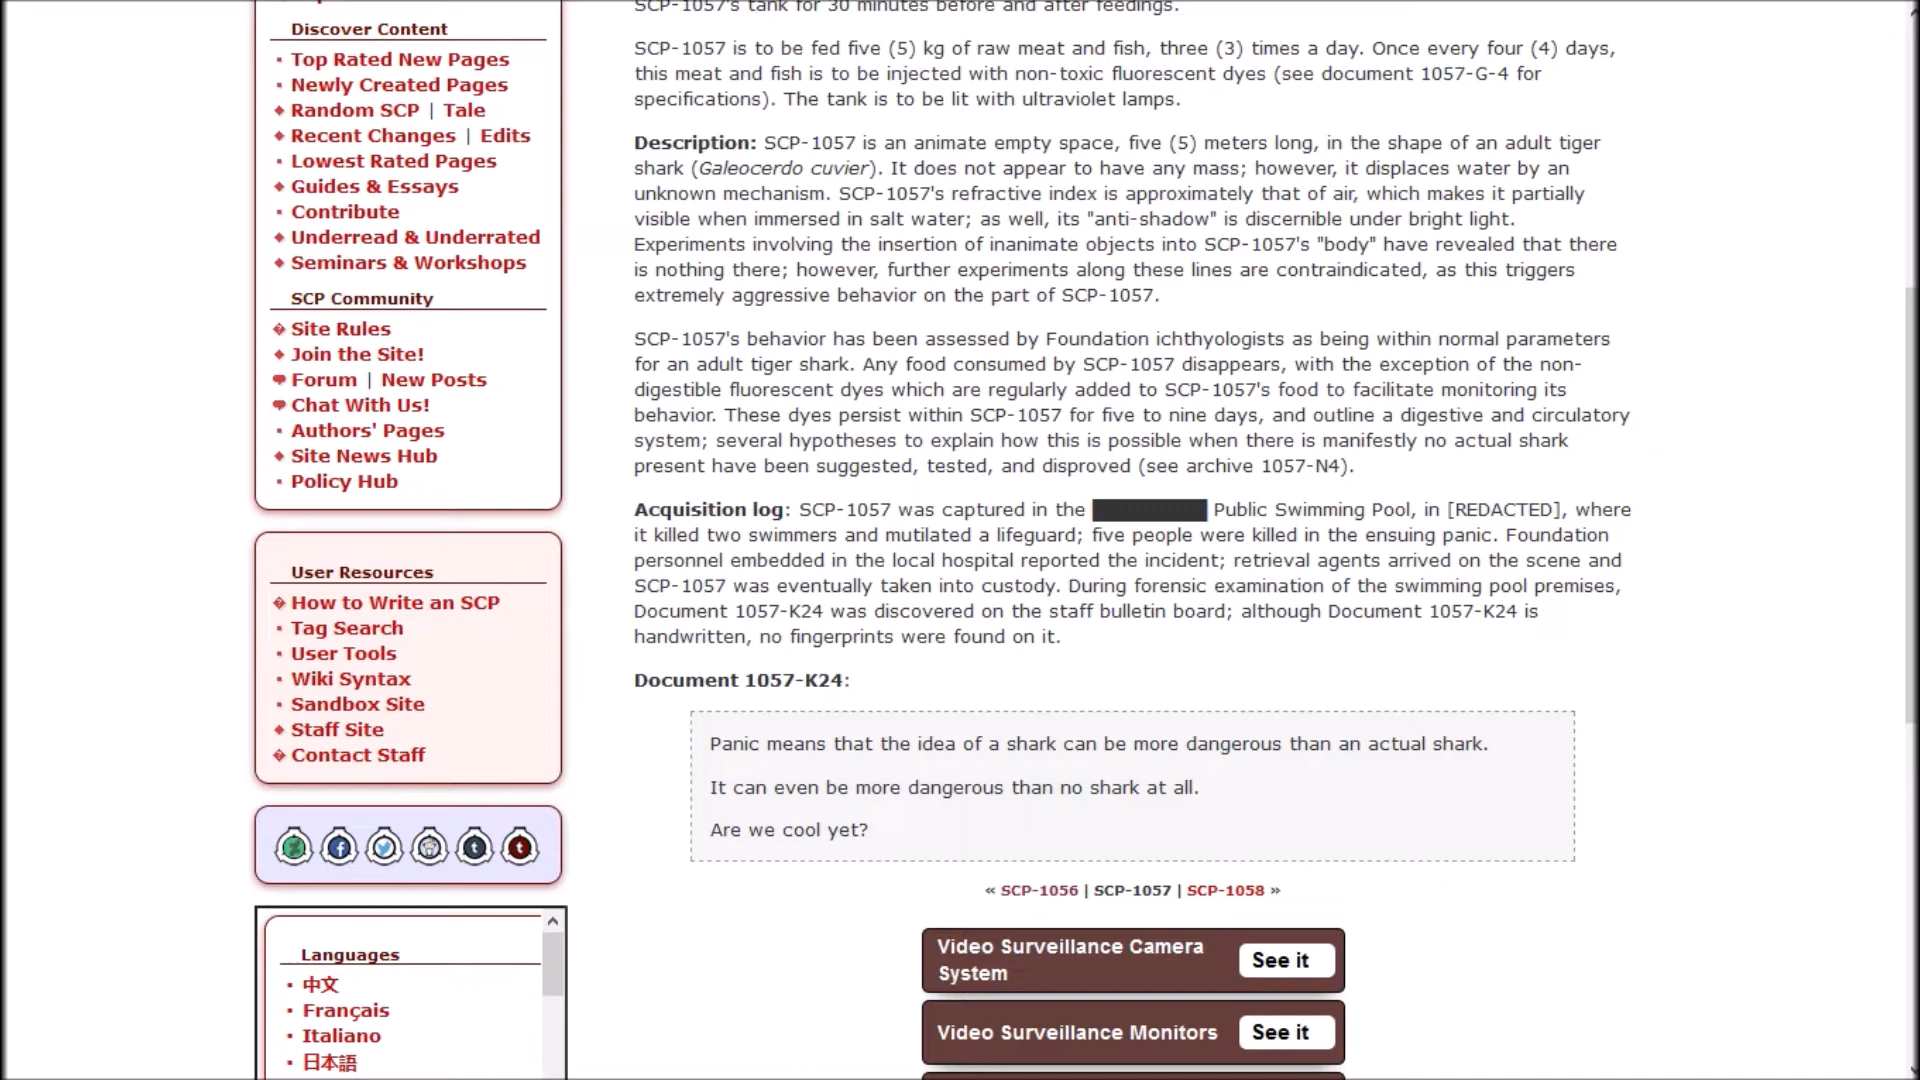 Discover Content
Top Rated New Pages
Newly Created Pages
Random SCP | Tale
Recent Changes | Edits
Lowest Rated Pages
Guides & Essays
Contribute
Underread & Underrated
Seminars & Workshops
SCP Community
Site Rules
Join the Site!
Forum | New Posts
Chat With Us!
Authors' Pages
Site News Hub
Policy Hub
User Resources
How to Write an SCP
Tag Search
User Tools
Wiki Syntax
Sandbox Site
Staff Site
Contact Staff
Languages
中文
Français
Italiano
日本語
SCP-1057's tank for 30 minutes before and after feedings.
SCP-1057 is to be fed five (5) kg of raw meat and fish, three (3) times a day. Once every four (4) days,
this meat and fish is to be injected with non-toxic fluorescent dyes (see document 1057-G-4 for
specifications). The tank is to be lit with ultraviolet lamps.
Description: SCP-1057 is an animate empty space, five (5) meters long, in the shape of an adult tiger
shark (Galeocerdo cuvier). It does not appear to have any mass; however, it displaces water by an
unknown mechanism. SCP-1057's refractive index is approximately that of air, which makes it partially
visible when immersed in salt water; as well, its "anti-shadow" is discernible under bright light.
Experiments involving the insertion of inanimate objects into SCP-1057's "body" have revealed that there
is nothing there; however, further experiments along these lines are contraindicated, as this triggers
extremely aggressive behavior on the part of SCP-1057.
SCP-1057's behavior has been assessed by Foundation ichthyologists as being within normal parameters
for an adult tiger shark. Any food consumed by SCP-1057 disappears, with the exception of the non-
digestible fluorescent dyes which are regularly added to SCP-1057's food to facilitate monitoring its
behavior. These dyes persist within SCP-1057 for five to nine days, and outline a digestive and circulatory
system; several hypotheses to explain how this is possible when there is manifestly no actual shark
present have been suggested, tested, and disproved (see archive 1057-N4).
Acquisition log: SCP-1057 was captured in the ██████████ Public Swimming Pool, in [REDACTED], where
it killed two swimmers and mutilated a lifeguard; five people were killed in the ensuing panic. Foundation
personnel embedded in the local hospital reported the incident; retrieval agents arrived on the scene and
SCP-1057 was eventually taken into custody. During forensic examination of the swimming pool premises,
Document 1057-K24 was discovered on the staff bulletin board; although Document 1057-K24 is
handwritten, no fingerprints were found on it.
Document 1057-K24:
Panic means that the idea of a shark can be more dangerous than an actual shark.
It can even be more dangerous than no shark at all.
Are we cool yet?
« SCP-1056 | SCP-1057 | SCP-1058 »
Video Surveillance Camera
System
See it
Video Surveillance Monitors
See it